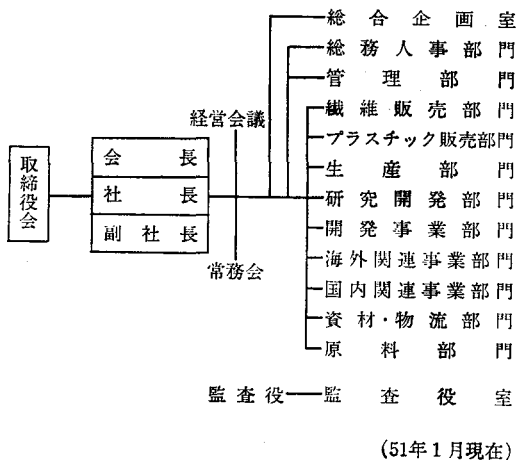 総合企画室
総務人事部門
管理部門
繊維販売部門
経営会議
プラスチック販売部門
取締役会
会長
生産部門
社長
研究開発部門
副社長
開発事業部門
常務会
海外関連事業部門
国内関連事業部門
資材・物流部門
原料部門
監査役
監査役室
(51年1月現在)